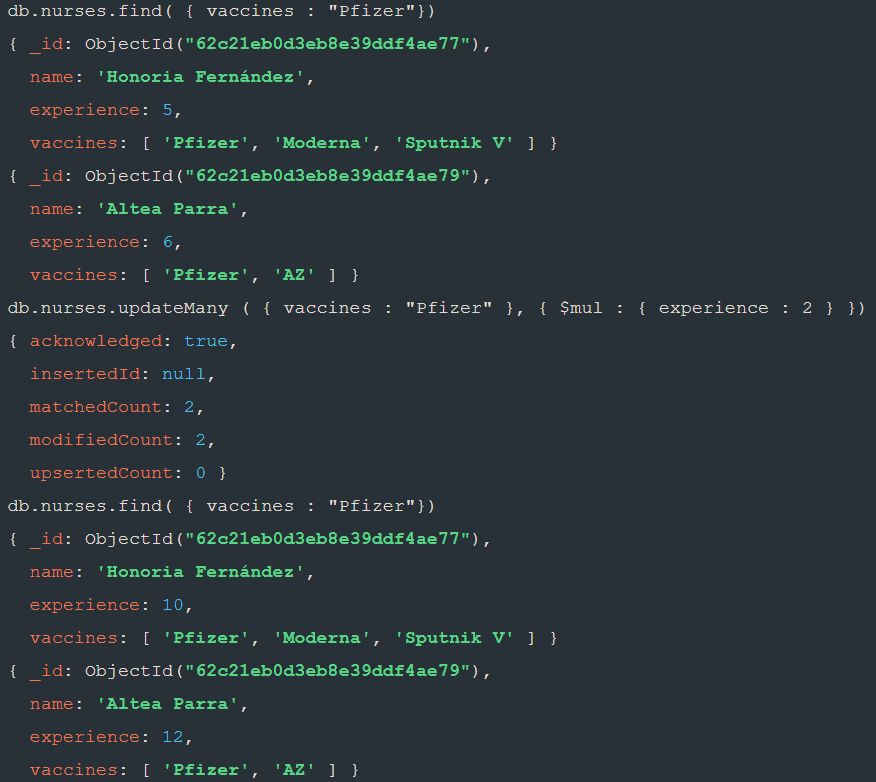 db.nurses.find( { vaccines : "Pfizer"})
{ _id: ObjectId("62c21eb0d3eb8e39ddf4ae77"),
  name: 'Honoria Fernández',
  experience: 5,
  vaccines: [ 'Pfizer', 'Moderna', 'Sputnik V' ] }
{ _id: ObjectId("62c21eb0d3eb8e39ddf4ae79"),
  name: 'Altea Parra',
  experience: 6,
  vaccines: [ 'Pfizer', 'AZ' ] }
db.nurses.updateMany ( { vaccines : "Pfizer" }, { $mul : { experience : 2 } })
{ acknowledged: true,
  insertedId: null,
  matchedCount: 2,
  modifiedCount: 2,
  upsertedCount: 0 }
db.nurses.find( { vaccines : "Pfizer"})
{ _id: ObjectId("62c21eb0d3eb8e39ddf4ae77"),
  name: 'Honoria Fernández',
  experience: 10,
  vaccines: [ 'Pfizer', 'Moderna', 'Sputnik V' ] }
{ _id: ObjectId("62c21eb0d3eb8e39ddf4ae79"),
  name: 'Altea Parra',
  experience: 12,
  vaccines: [ 'Pfizer', 'AZ' ] }